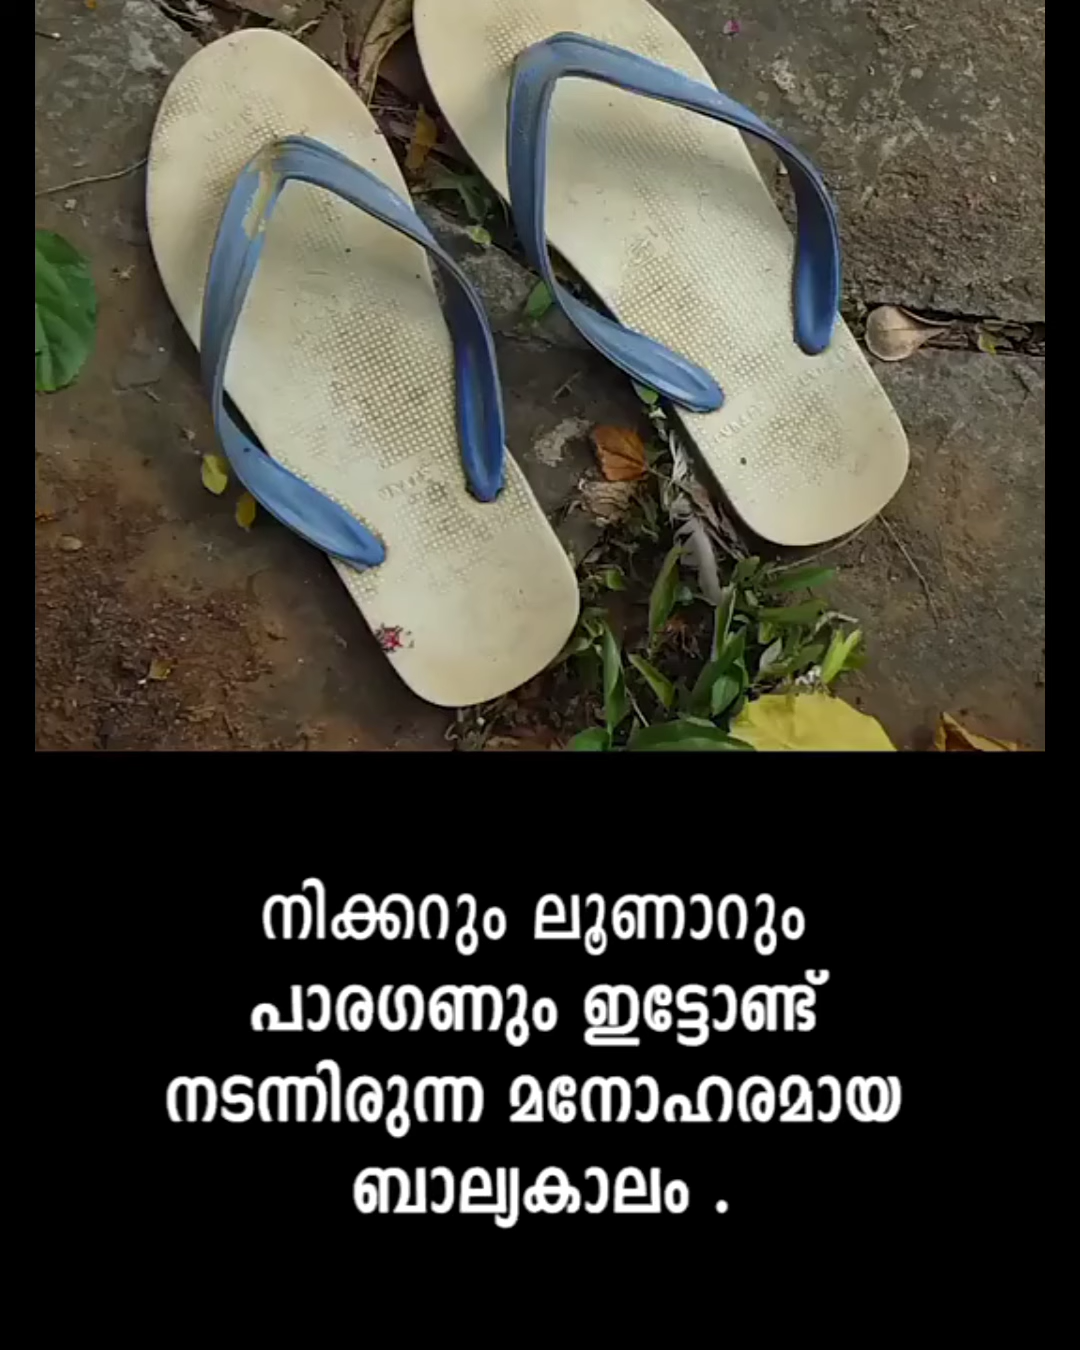 നിക്കറും ലൂണാറും
പാരഗണും ഇട്ടോണ്ട്
നടന്നിരുന്ന മനോഹരമായ
ബാല്യകാലം .